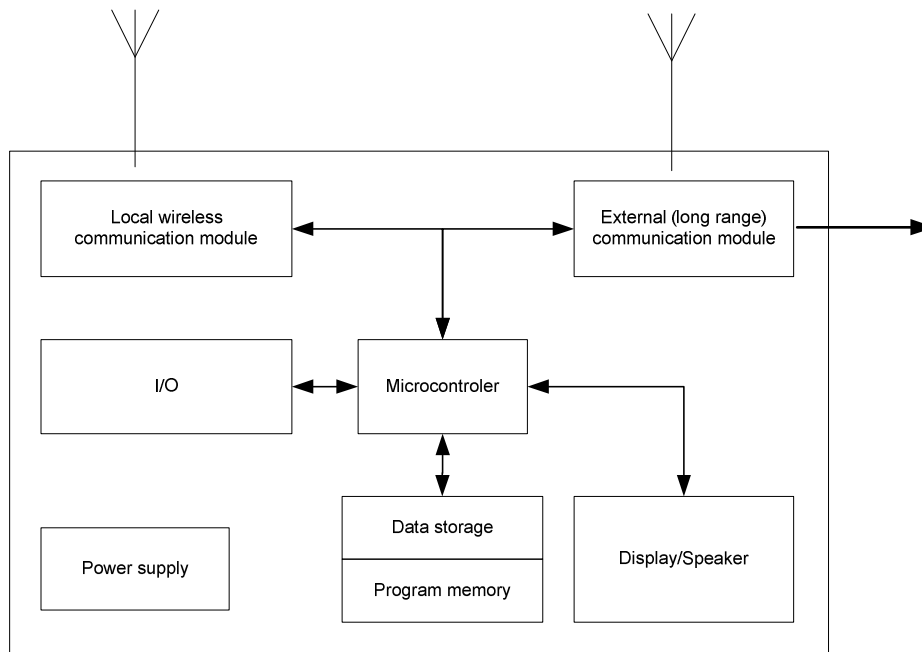 Local wireless
communication module
External (long range)
communication module
I/O
Microcontroler
Data storage
Program memory
Display/Speaker
Power supply